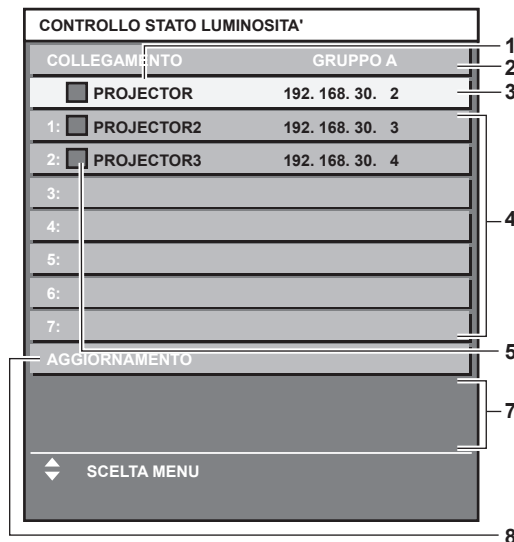 CONTROLLO STATO LUMINOSITA'
1
COLLEGAMENTO GRUPPO A
2
PROJECTOR 192. 168. 30. 2
3
1: PROJECTOR2 192. 168. 30. 3
2: PROJECTOR3 192. 168. 30. 4
3:
4:
4
5:
6:
7:
AGGIORNAMENTO
5
7
SCELTA MENU
8